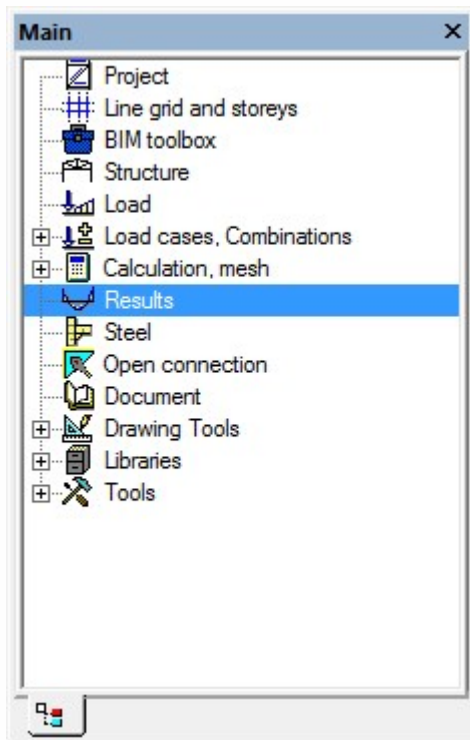 Main
Project
Line grid and storeys
BIM toolbox
Structure
Load
Load cases, Combinations
Calculation, mesh
Results
Steel
Open connection
Document
Drawing Tools
Libraries
Tools